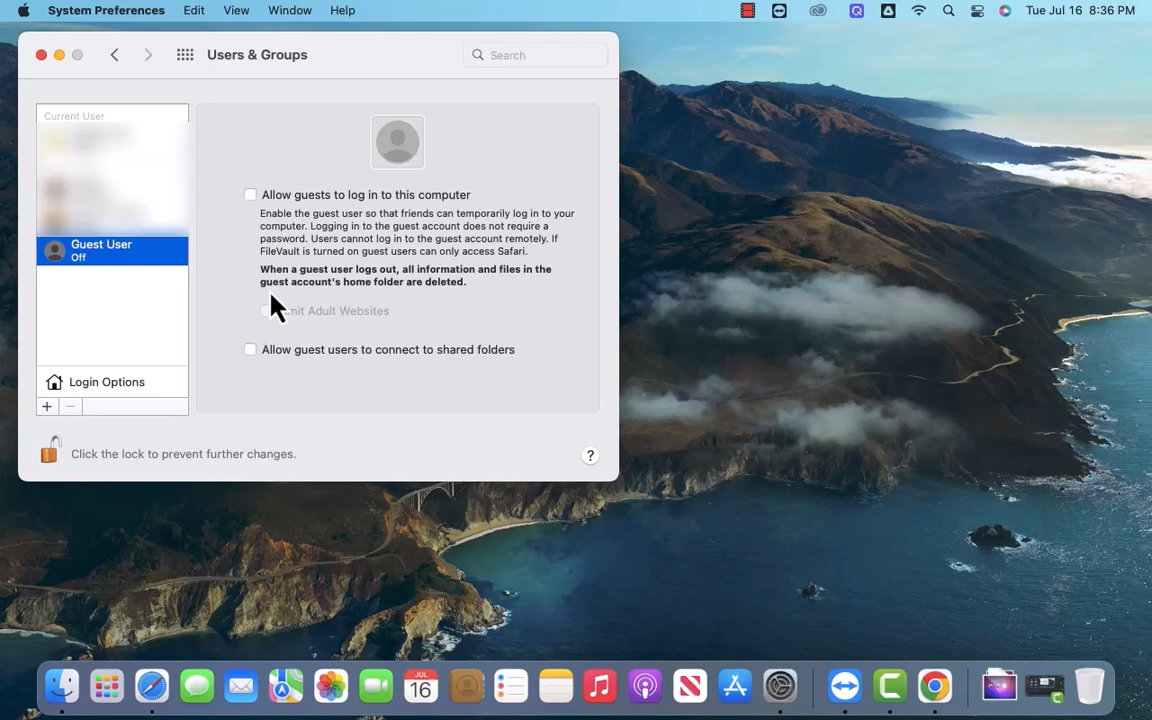 System Preferences Edit View Window Help Tue Jul 16 8:36 PM
Users & Groups Search
Current User
Allow guests to log in to this computer
Enable the guest user so that friends can temporarily log in to your
computer. Logging in to the guest account does not require a
password. Users cannot log in to the guest account remotely. If
FileVault is turned on guest users can only access Safari.
When a guest user logs out, all information and files in the
guest account's home folder are deleted.
Adult Websites
Allow guest users to connect to shared folders
Guest User
Off
Login Options
Click the lock to prevent further changes.
?
JUL
16